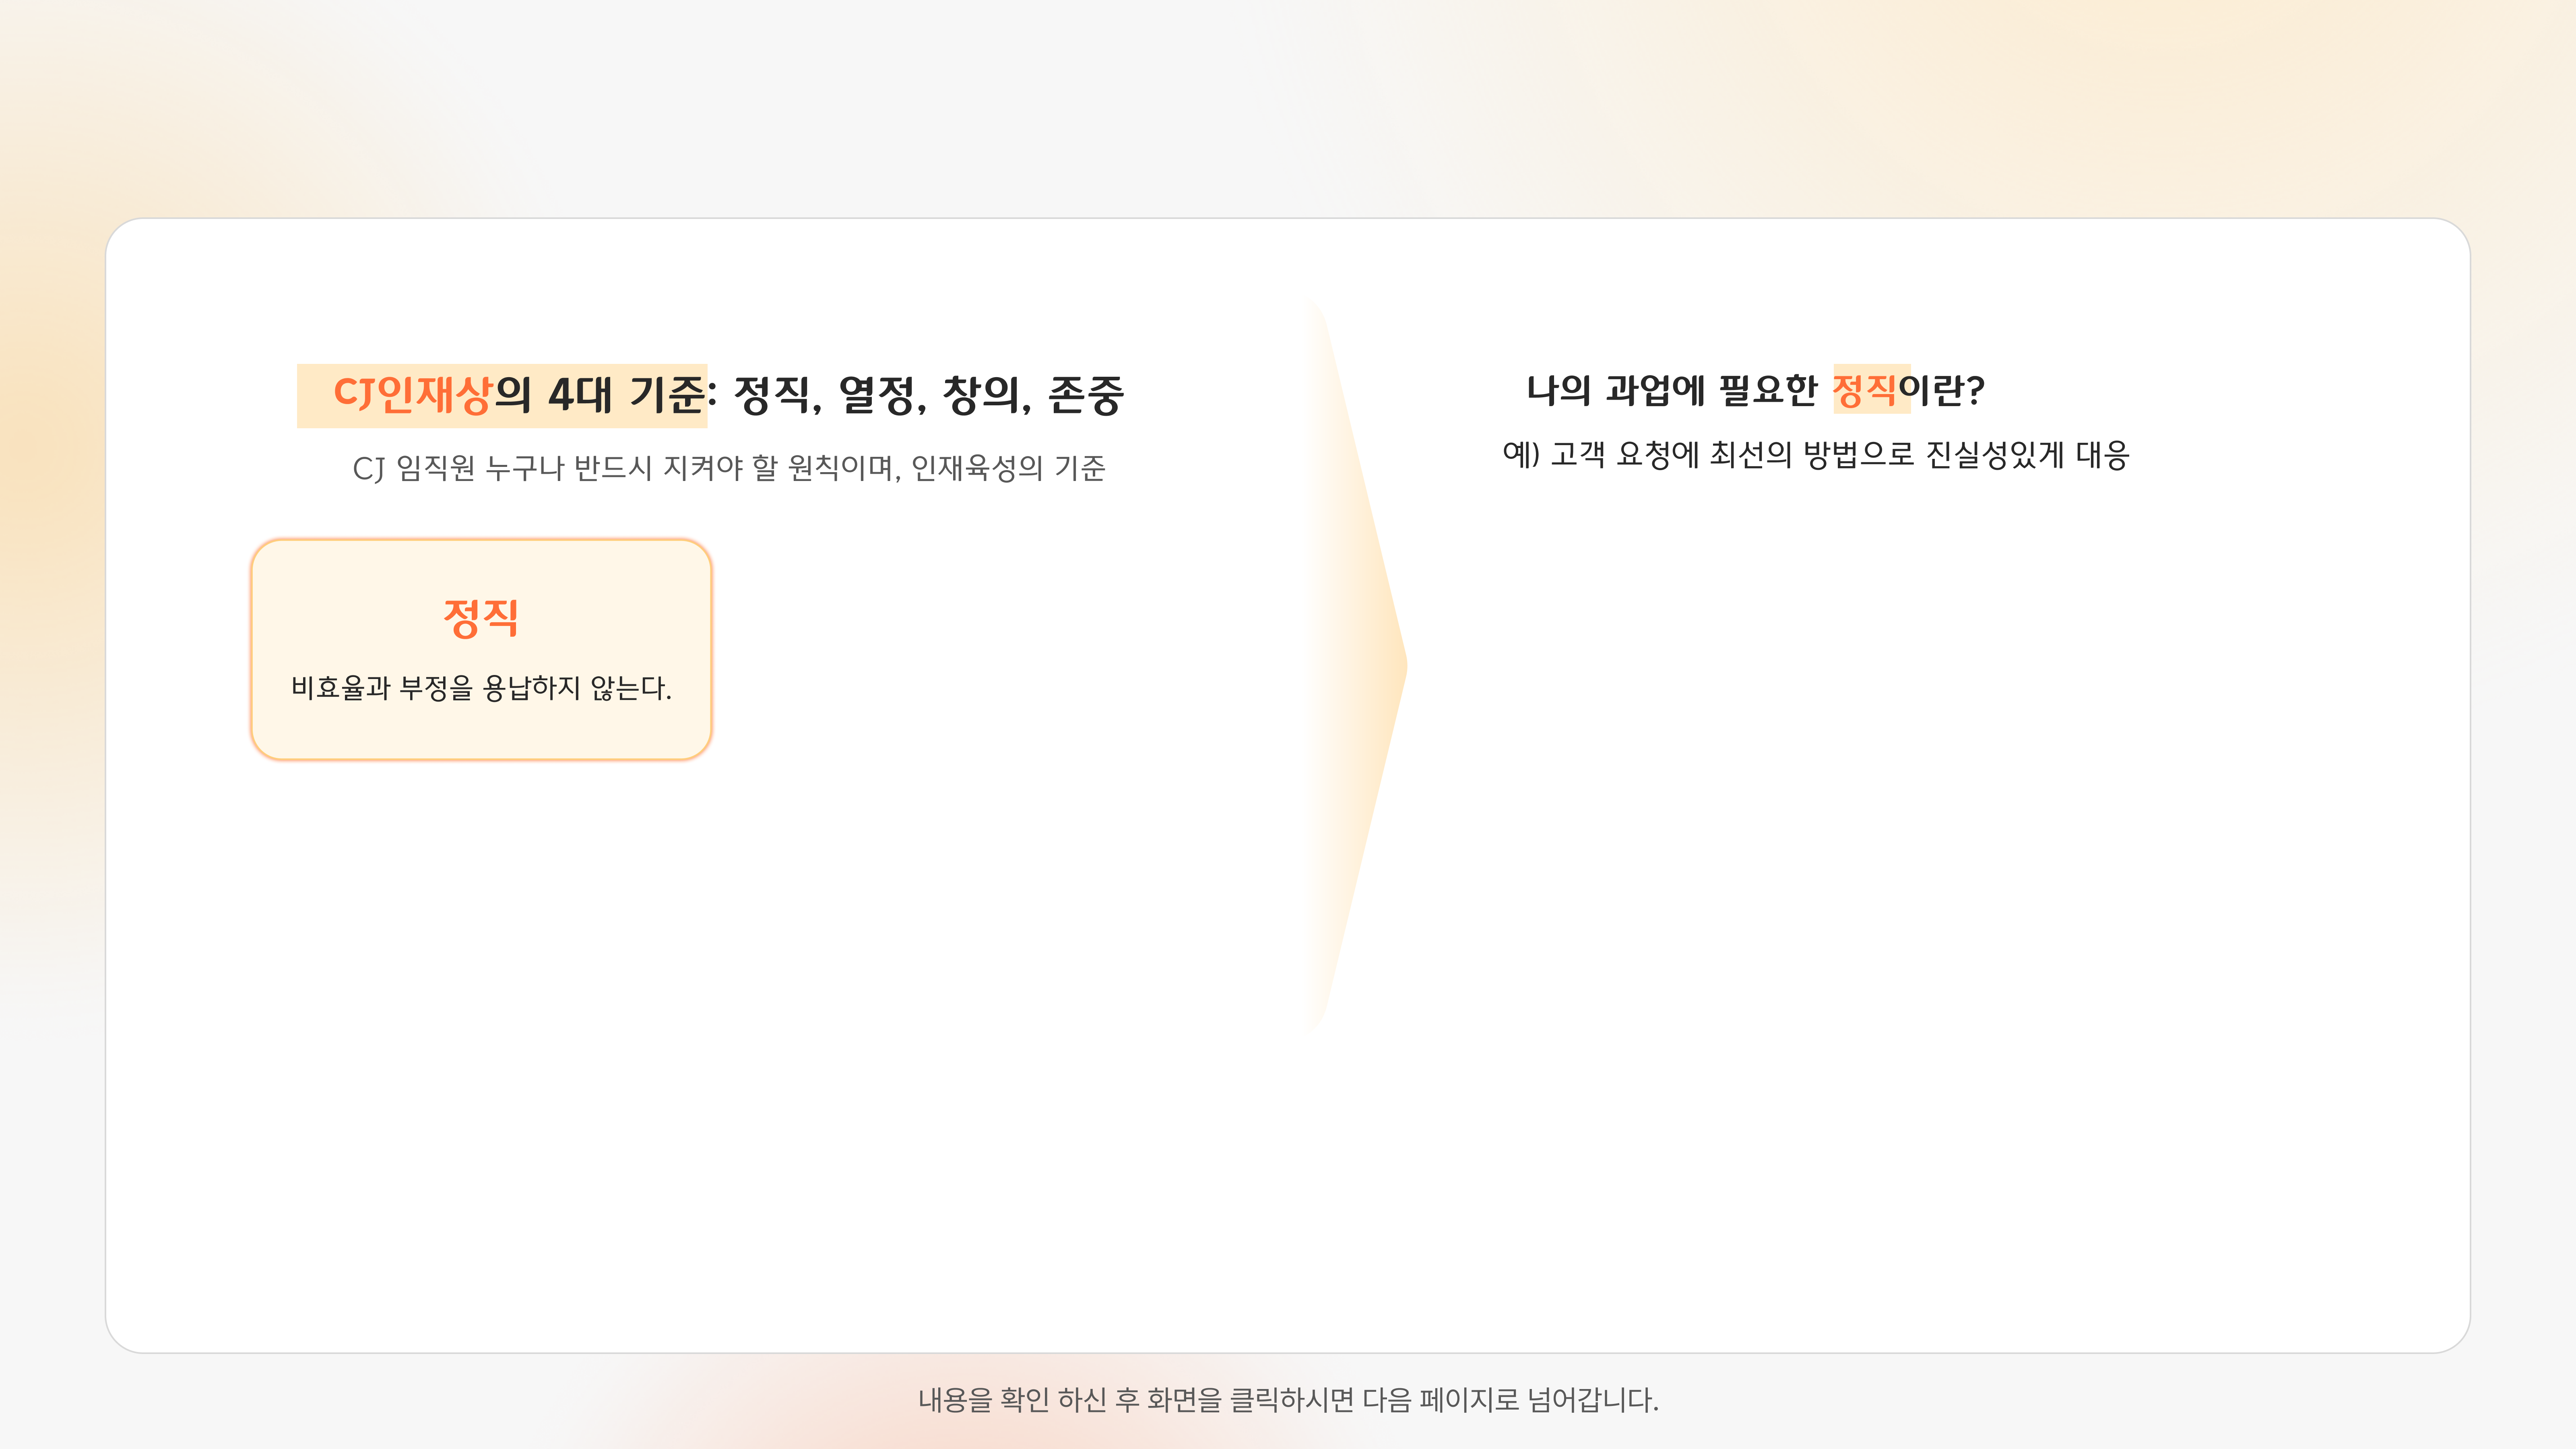 CJ인재상의 4대 기준: 정직, 열정, 창의, 존중
CJ 임직원 누구나 반드시 지켜야 할 원칙이며, 인재육성의 기준
정직
비효율과 부정을 용납하지 않는다.
나의 과업에 필요한 정직이란?
예) 고객 요청에 최선의 방법으로 진실성있게 대응
내용을 확인 하신 후 화면을 클릭하시면 다음 페이지로 넘어갑니다.